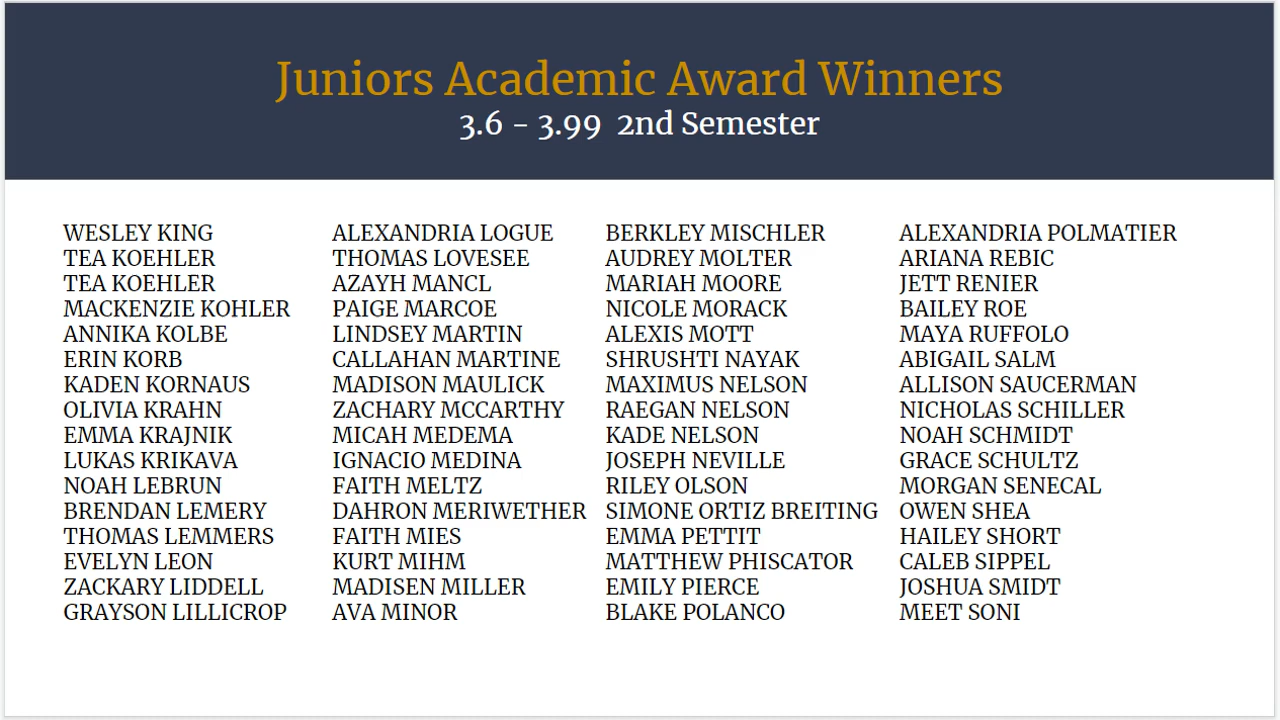 Juniors Academic Award Winners
3.6 - 3.99 2nd Semester
WESLEY KING
TEA KOEHLER
TEA KOEHLER
MACKENZIE KOHLER
ANNIKA KOLBE
ERIN KORB
KADEN KORNAUS
OLIVIA KRAHN
EMMA KRAJNIK
LUKAS KRIKAVA
NOAH LEBRUN
BRENDAN LEMERY
THOMAS LEMMERS
EVELYN LEON
ZACKARY LIDDELL
GRAYSON LILLICROP
ALEXANDRIA LOGUE
THOMAS LOVESEE
AZAYH MANCL
PAIGE MARCOE
LINDSEY MARTIN
CALLAHAN MARTINE
MADISON MAULICK
ZACHARY MCCARTHY
MICAH MEDEMA
IGNACIO MEDINA
FAITH MELTZ
DAHRON MERIWETHER
FAITH MIES
KURT MIHM
MADISEN MILLER
AVA MINOR
BERKLEY MISCHLER
AUDREY MOLTER
MARIAH MOORE
NICOLE MORACK
ALEXIS MOTT
SHRUSHTI NAYAK
MAXIMUS NELSON
RAEGAN NELSON
KADE NELSON
JOSEPH NEVILLE
RILEY OLSON
SIMONE ORTIZ BREITING
EMMA PETTIT
MATTHEW PHISCATOR
EMILY PIERCE
BLAKE POLANCO
ALEXANDRIA POLMATIER
ARIANA REBIC
JETT RENIER
BAILEY ROE
MAYA RUFFOLO
ABIGAIL SALM
ALLISON SAUCERMAN
NICHOLAS SCHILLER
NOAH SCHMIDT
GRACE SCHULTZ
MORGAN SENECAL
OWEN SHEA
HAILEY SHORT
CALEB SIPPEL
JOSHUA SMIDT
MEET SONI